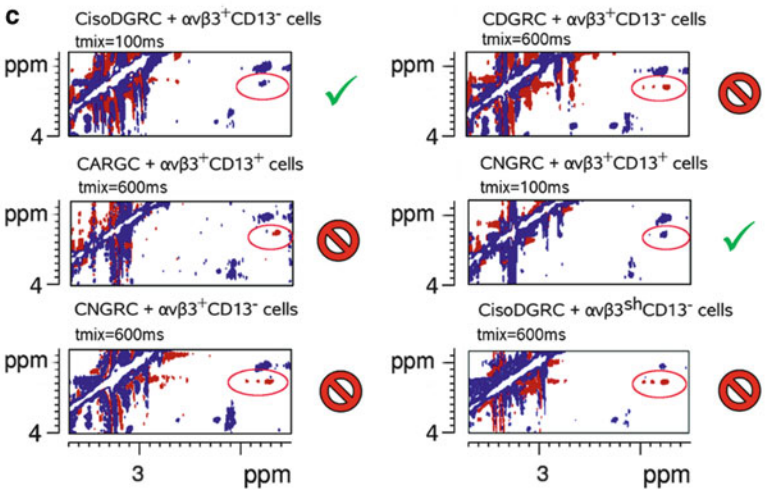 c
CisoDGRC + αvβ3⁺CD13⁻ cells
tmix=100ms
ppm
4
CDGRC + αvβ3⁺CD13⁻ cells
tmix=600ms
ppm
4
CARGC + αvβ3⁺CD13⁺ cells
tmix=600ms
ppm
4
CNGRC + αvβ3⁺CD13⁺ cells
tmix=100ms
ppm
4
CNGRC + αvβ3⁺CD13⁻ cells
tmix=600ms
ppm
4
3 ppm
CisoDGRC + αvβ3ˢʰCD13⁻ cells
tmix=600ms
ppm
4
3 ppm